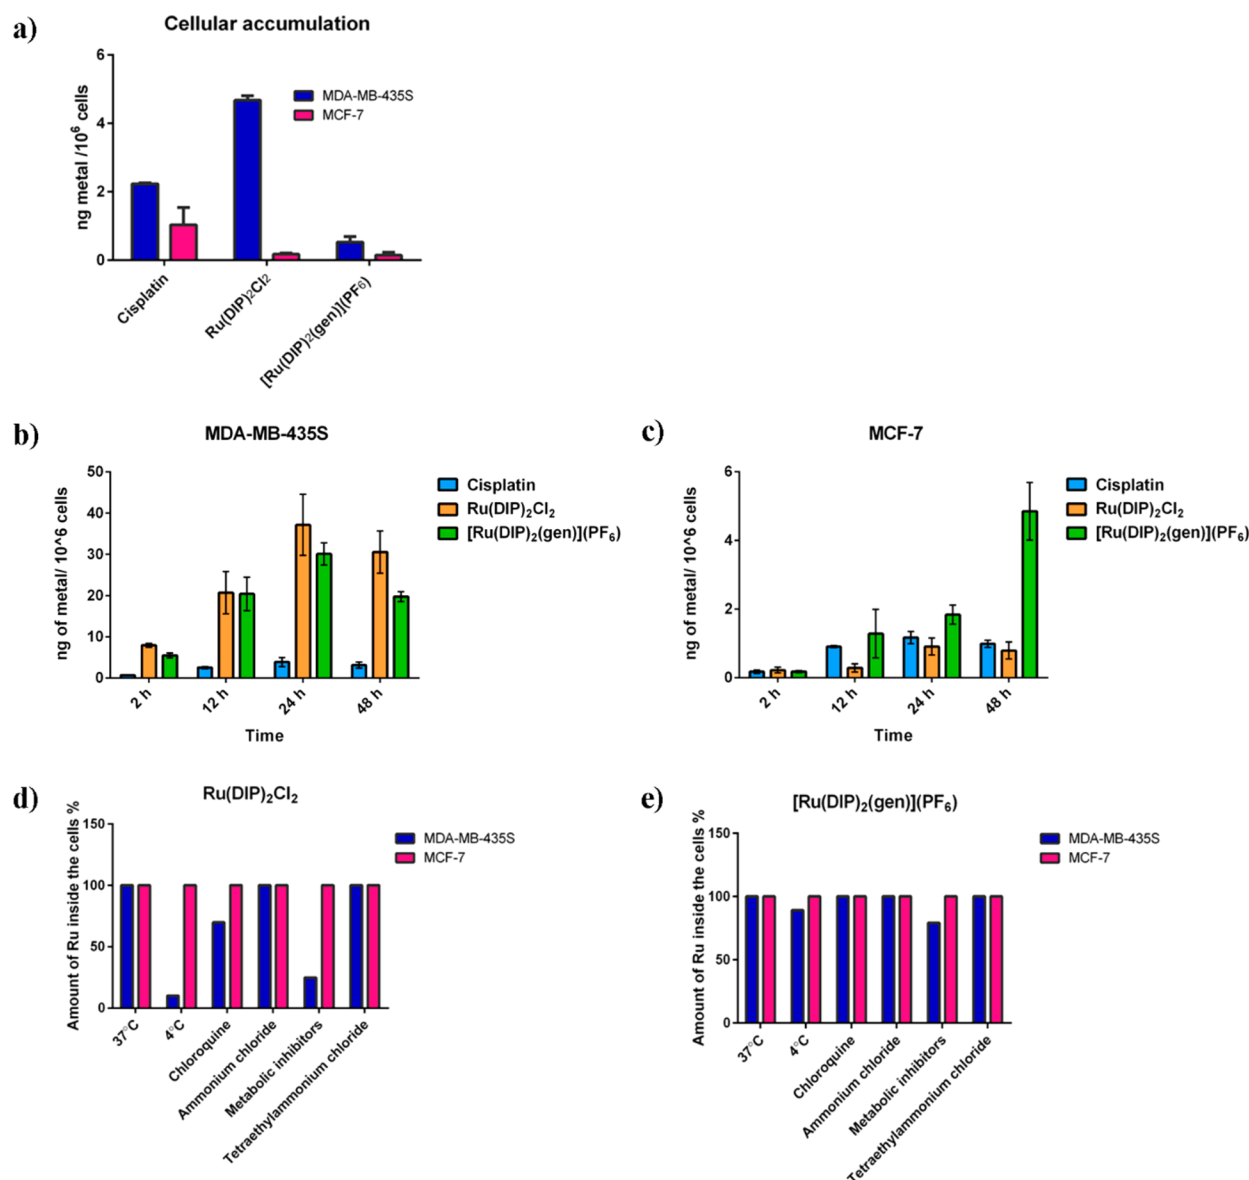 a)
Cellular accumulation
ng metal /10⁶ cells
6
4
2
0
MDA-MB-435S
MCF-7
Cisplatin
Ru(DIP)₂Cl₂
[Ru(DIP)₂(gen)](PF₆)
b)
MDA-MB-435S
ng of metal/ 10^6 cells
50
40
30
20
10
0
2 h
12 h
24 h
48 h
Time
Cisplatin
Ru(DIP)₂Cl₂
[Ru(DIP)₂(gen)](PF₆)
c)
MCF-7
ng of metal/ 10^6 cells
6
4
2
0
2 h
12 h
24 h
48 h
Time
Cisplatin
Ru(DIP)₂Cl₂
[Ru(DIP)₂(gen)](PF₆)
d)
Ru(DIP)₂Cl₂
Amount of Ru inside the cells %
150
100
50
0
MDA-MB-435S
MCF-7
37°C
4°C
Chloroquine
Ammonium chloride
Metabolic inhibitors
Tetraethylammonium chloride
e)
[Ru(DIP)₂(gen)](PF₆)
Amount of Ru inside the cells %
150
100
50
0
MDA-MB-435S
MCF-7
37°C
4°C
Chloroquine
Ammonium chloride
Metabolic inhibitors
Tetraethylammonium chloride